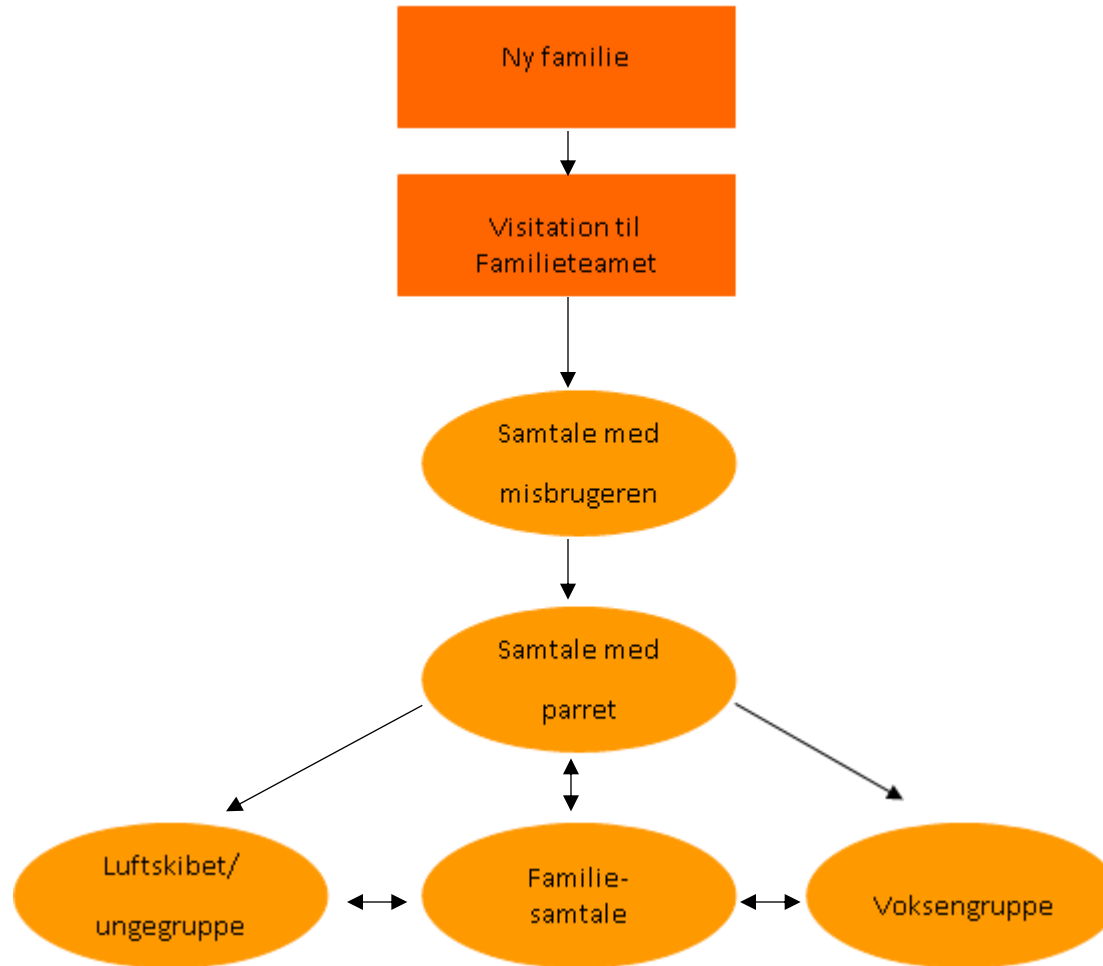 Ny familie
Visitation til
Familieteamet
Samtale med
misbrugeren
Samtale med
parret
Luftskibet/
ungegruppe
Familie-
samtale
Voksengruppe